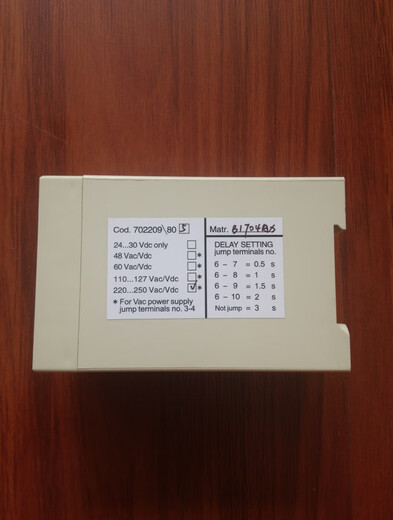 Cod. 702209\80 5
24...30 Vdc only
48 Vac/Vdc *
60 Vac/Vdc *
110...127 Vac/Vdc *
220...250 Vac/Vdc ✓ *
* For Vac power supply
jump terminals no. 3-4
Matr.
DELAY SETTING
jump terminals no.
6 – 7 = 0.5 s
6 – 8 = 1 s
6 – 9 = 1.5 s
6 – 10 = 2 s
Not jump = 3 s